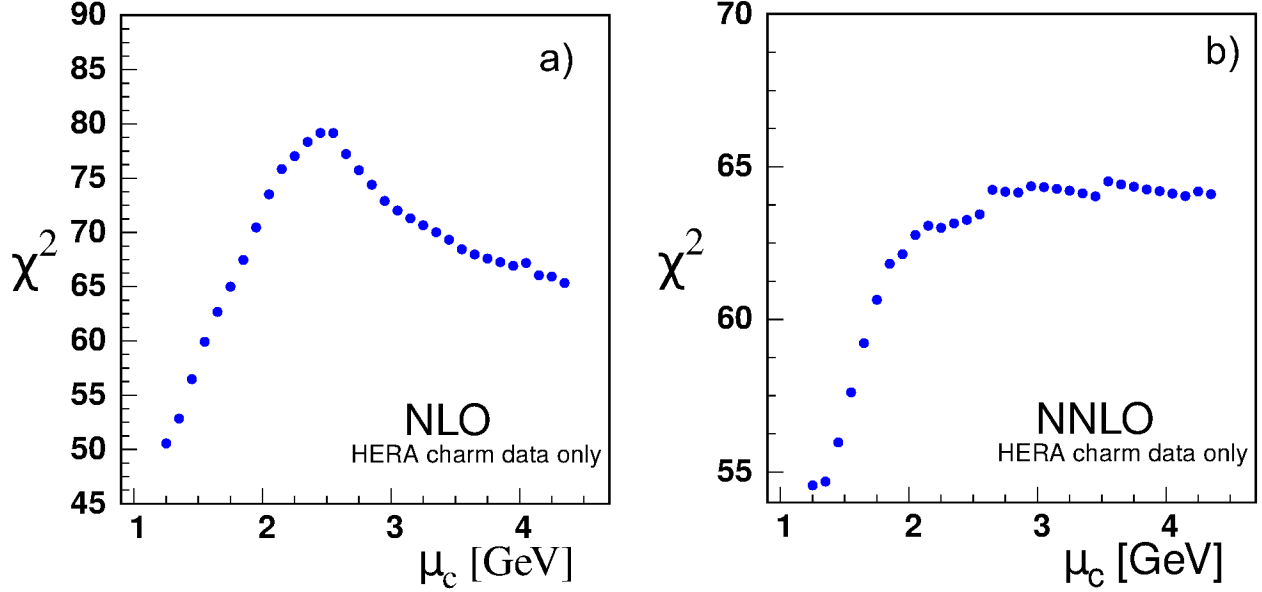 a)
90
85
80
75
70
65
60
55
50
45
χ²
NLO
HERA charm data only
1 2 3 4
μc [GeV]
b)
70
65
60
55
χ²
NNLO
HERA charm data only
1 2 3 4
μc [GeV]